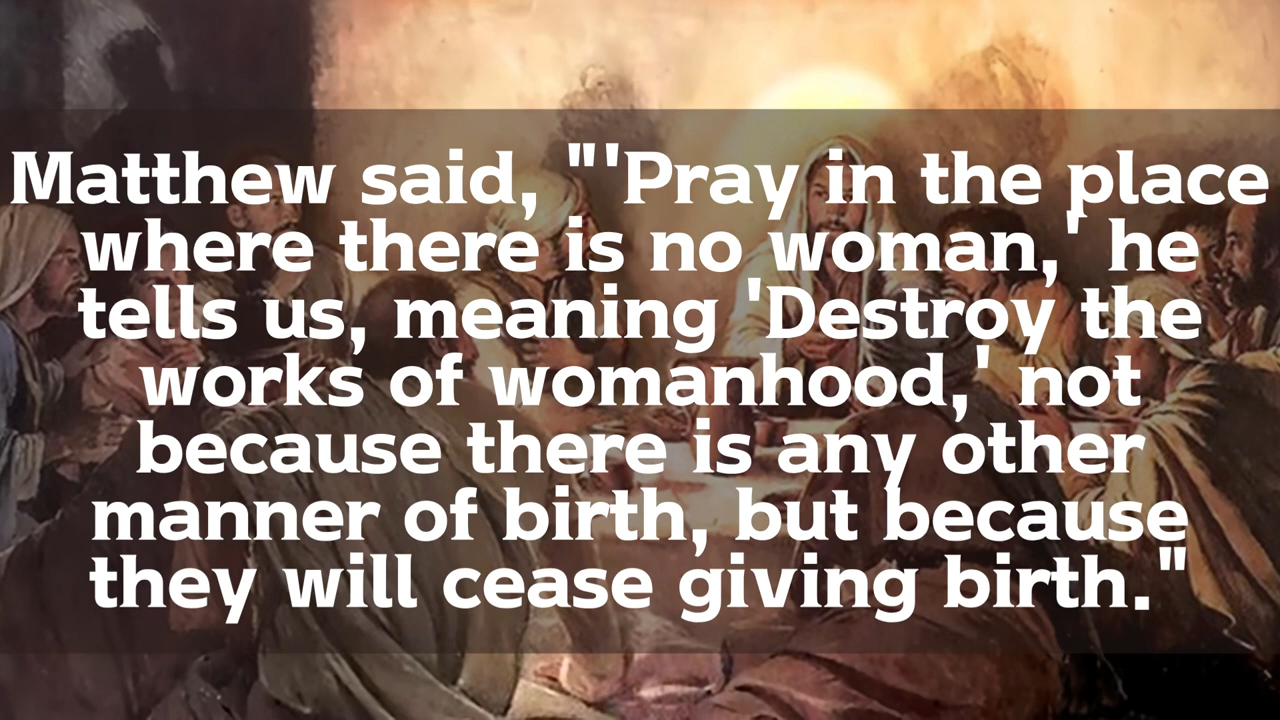 Matthew said, "'Pray in the place
where there is no woman,' he
tells us, meaning 'Destroy the
works of womanhood,' not
because there is any other
manner of birth, but because
they will cease giving birth."